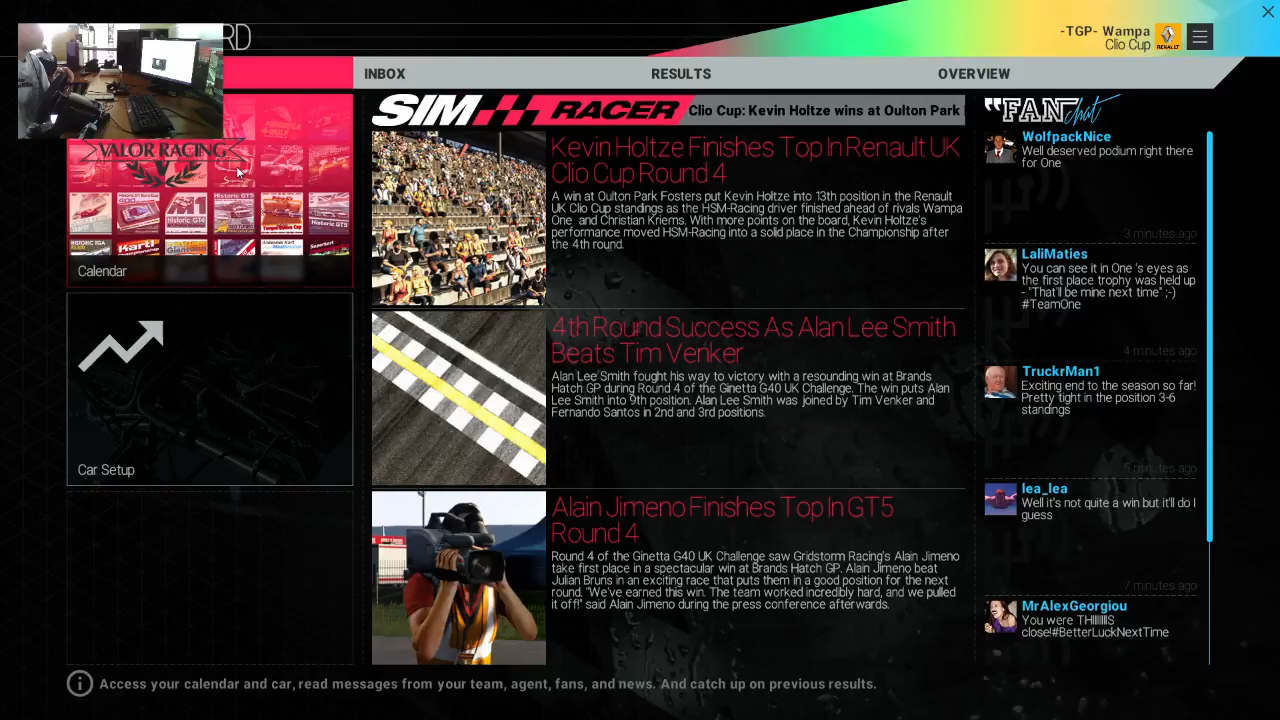 RD
-TGP- Wampa
Clio Cup
RENAULT
INBOX
RESULTS
OVERVIEW
VALOR RACING
Historic GT5
Historic GT4
Calendar
Car Setup
SIM RACER
Clio Cup: Kevin Holtze wins at Oulton Park
Kevin Holtze Finishes Top In Renault UK
Clio Cup Round 4
A win at Oulton Park Fosters put Kevin Holtze into 13th position in the Renault
UK Clio Cup standings as the HSM-Racing driver finished ahead of rivals Wampa
One and Christian Kriems. With more points on the board, Kevin Holtze's
performance moved HSM-Racing into a solid place in the Championship after
the 4th round.
4th Round Success As Alan Lee Smith
Beats Tim Venker
Alan Lee Smith fought his way to victory with a resounding win at Brands
Hatch GP during Round 4 of the Ginetta G40 UK Challenge. The win puts Alan
Lee Smith into 9th position. Alan Lee Smith was joined by Tim Venker and
Fernando Santos in 2nd and 3rd positions.
Alain Jimeno Finishes Top In GT5
Round 4
Round 4 of the Ginetta G40 UK Challenge saw Gridstorm Racing's Alain Jimeno
take first place in a spectacular win at Brands Hatch GP. Alain Jimeno beat
Julian Bruns in an exciting race that puts them in a good position for the next
round. "We've earned this win. The team worked incredibly hard, and we pulled
it off!" said Alain Jimeno during the press conference afterwards.
"FANchat
WolfpackNice
Well deserved podium right there
for One
3 minutes ago
LaliMaties
You can see it in One 's eyes as
the first place trophy was held up
- "That'll be mine next time" ;-)
#TeamOne
4 minutes ago
TruckrMan1
Exciting end to the season so far!
Pretty tight in the position 3-6
standings
5 minutes ago
lea_lea
Well it's not quite a win but it'll do I
guess
7 minutes ago
MrAlexGeorgiou
You were THIIIIIIS
close!#BetterLuckNextTime
Access your calendar and car, read messages from your team, agent, fans, and news. And catch up on previous results.